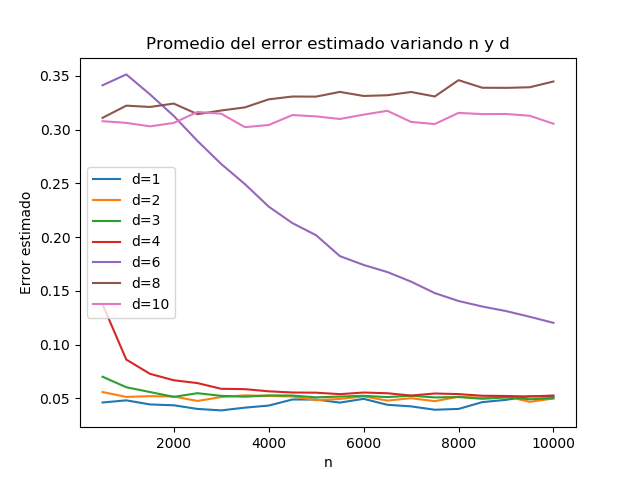 Promedio del error estimado variando n y d
Error estimado
0.35
0.30
0.25
0.20
0.15
0.10
0.05
d=1
d=2
d=3
d=4
d=6
d=8
d=10
2000 4000 6000 8000 10000
n